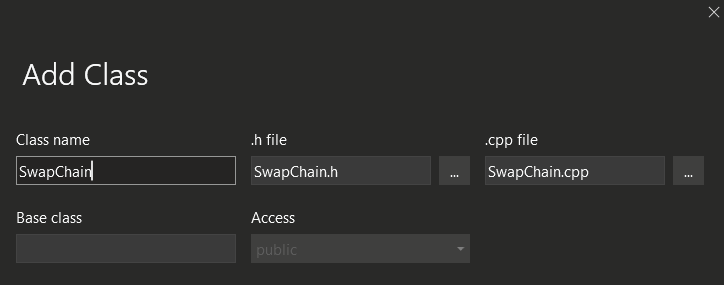 Add Class
Class name .h file .cpp file
SwapChain SwapChain.h ... SwapChain.cpp ...
Base class Access
public